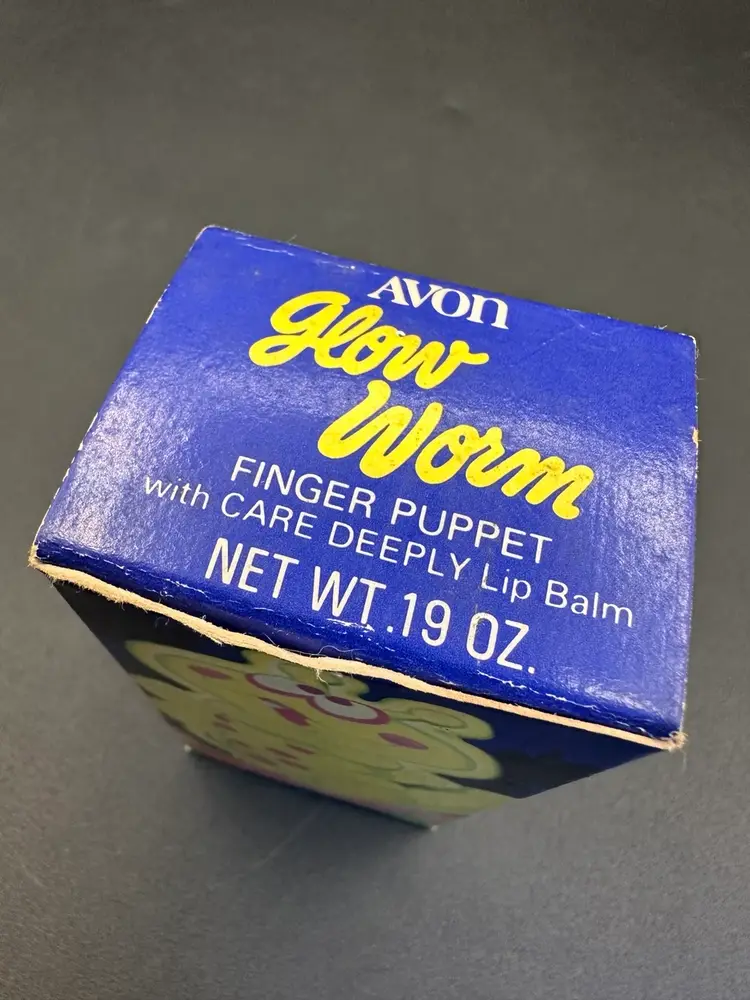 AVON
Glow
Worm
FINGER PUPPET
with CARE DEEPLY Lip Balm
NET WT. .19 OZ.